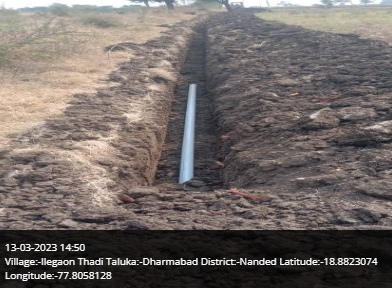 13-03-2023 14:50
Village:-Ilegaon Thadi Taluka:-Dharmabad District:-Nanded Latitude:-18.8823074
Longitude:-77.8058128